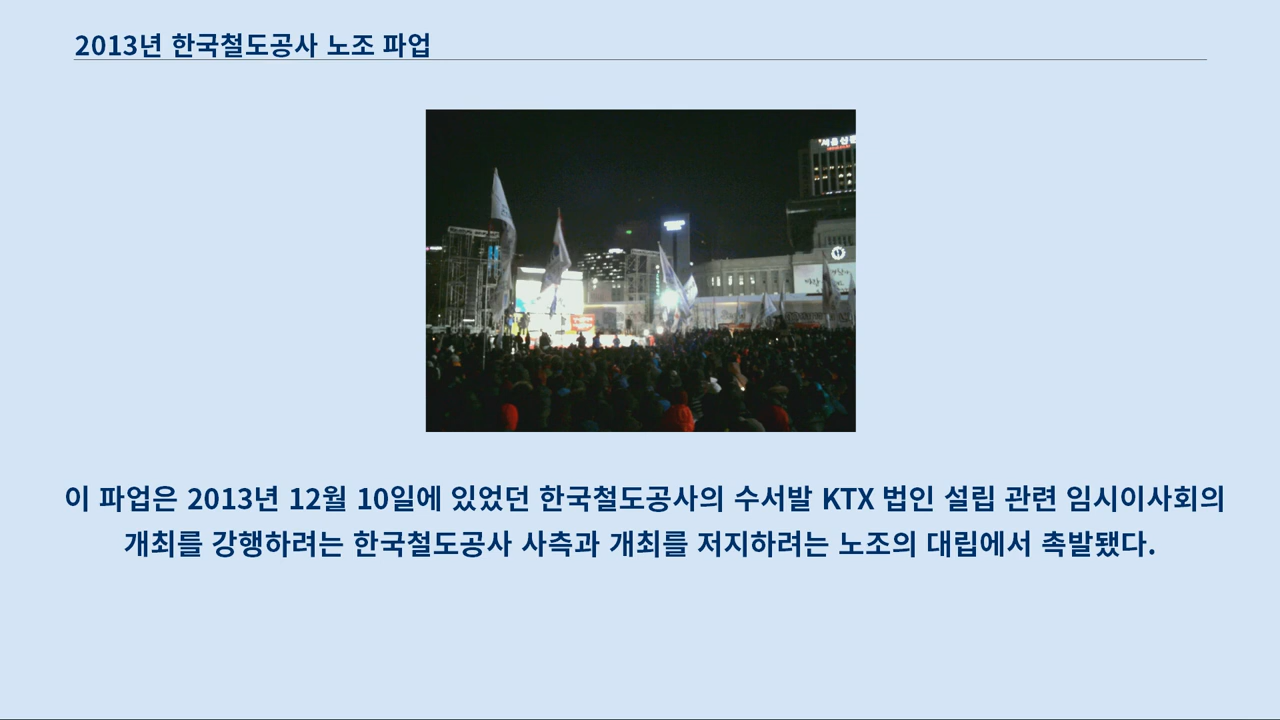 2013년 한국철도공사 노조 파업
이 파업은 2013년 12월 10일에 있었던 한국철도공사의 수서발 KTX 법인 설립 관련 임시이사회의
개최를 강행하려는 한국철도공사 사측과 개최를 저지하려는 노조의 대립에서 촉발됐다.